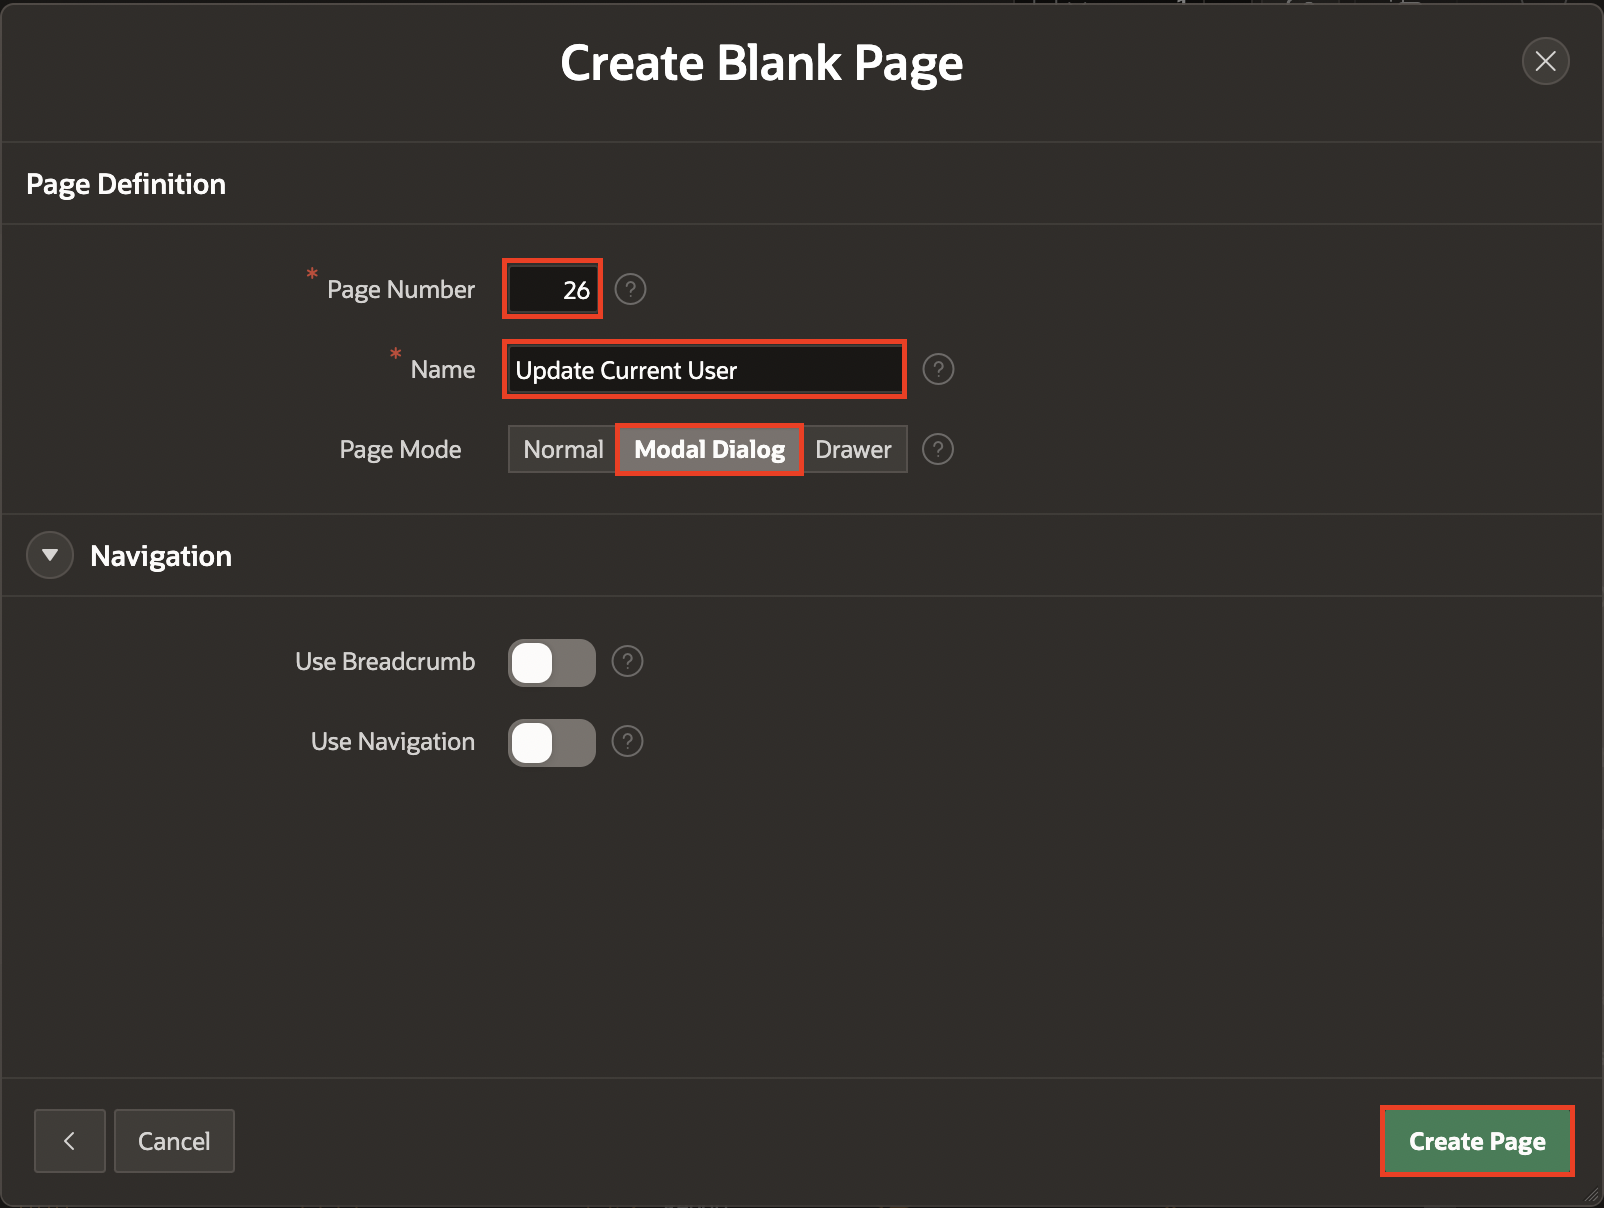 Create Blank Page
Page Definition
* Page Number 26 ?
* Name Update Current User ?
Page Mode Normal Modal Dialog Drawer ?
Navigation
Use Breadcrumb ?
Use Navigation ?
Cancel Create Page